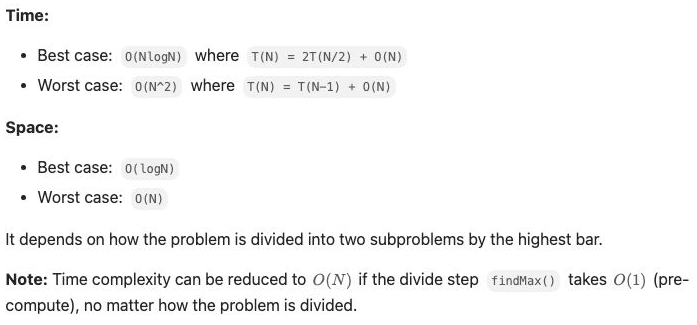 Time:
• Best case: O(NlogN) where T(N) = 2T(N/2) + O(N)
• Worst case: O(N^2) where T(N) = T(N-1) + O(N)
Space:
• Best case: O(logN)
• Worst case: O(N)
It depends on how the problem is divided into two subproblems by the highest bar.
Note: Time complexity can be reduced to O(N) if the divide step findMax() takes O(1) (pre-
compute), no matter how the problem is divided.